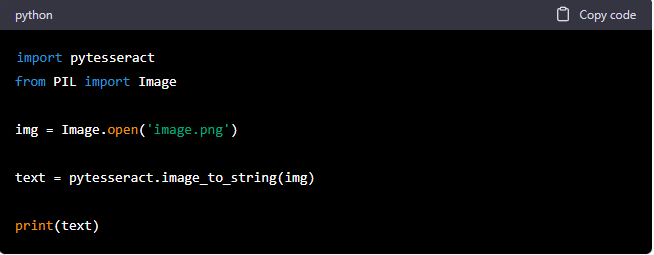 python Copy code
import pytesseract
from PIL import Image
img = Image.open('image.png')
text = pytesseract.image_to_string(img)
print(text)